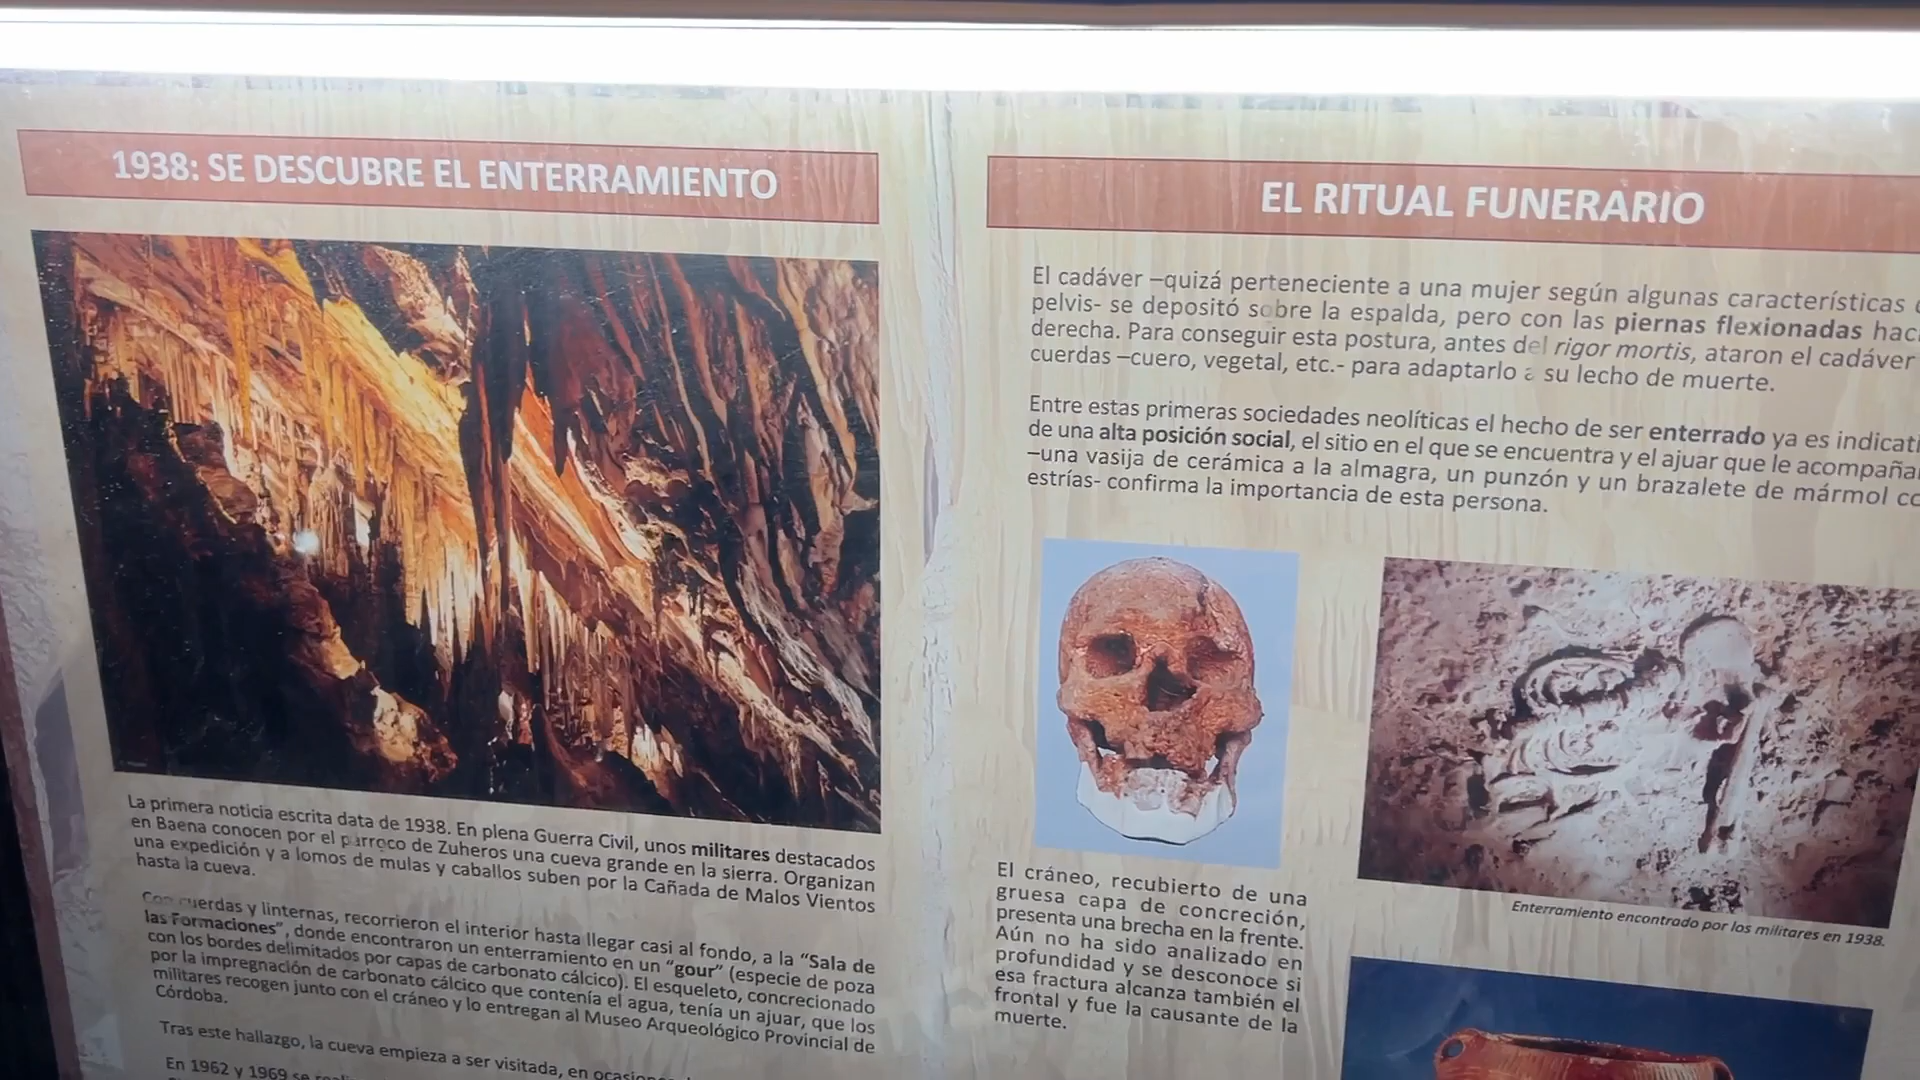 1938: SE DESCUBRE EL ENTERRAMIENTO
La primera noticia escrita data de 1938. En plena Guerra Civil, unos militares destacados
en Baena conocen por el párroco de Zuheros una cueva grande en la sierra. Organizan
una expedición y a lomos de mulas y caballos suben por la Cañada de Malos Vientos
hasta la cueva.
Con cuerdas y linternas, recorrieron el interior hasta llegar casi al fondo, a la “Sala de
las Formaciones”, donde encontraron un enterramiento en un “gour” (especie de poza
con los bordes delimitados por capas de carbonato cálcico). El esqueleto, concrecionado
por la impregnación de carbonato cálcico que contenía el agua, tenía un ajuar, que los
militares recogen junto con el cráneo y lo entregan al Museo Arqueológico Provincial de
Córdoba.
Tras este hallazgo, la cueva empieza a ser visitada, en
En 1962 y 1969 se
EL RITUAL FUNERARIO
El cadáver –quizá perteneciente a una mujer según algunas características
pelvis- se depositó sobre la espalda, pero con las piernas flexionadas
derecha. Para conseguir esta postura, antes del rigor mortis, ataron el cadáver
cuerdas –cuero, vegetal, etc.- para adaptarlo a su lecho de muerte.
Entre estas primeras sociedades neolíticas el hecho de ser enterrado ya es
de una alta posición social, el sitio en el que se encuentra y el ajuar que le
–una vasija de cerámica a la almagra, un punzón y un brazalete de mármol
estrías- confirma la importancia de esta persona.
El cráneo, recubierto de una
gruesa capa de concreción,
presenta una brecha en la frente.
Aún no ha sido analizado en
profundidad y se desconoce si
esa fractura alcanza también el
frontal y fue la causante de la
muerte.
Enterramiento encontrado por los militares en 1938.